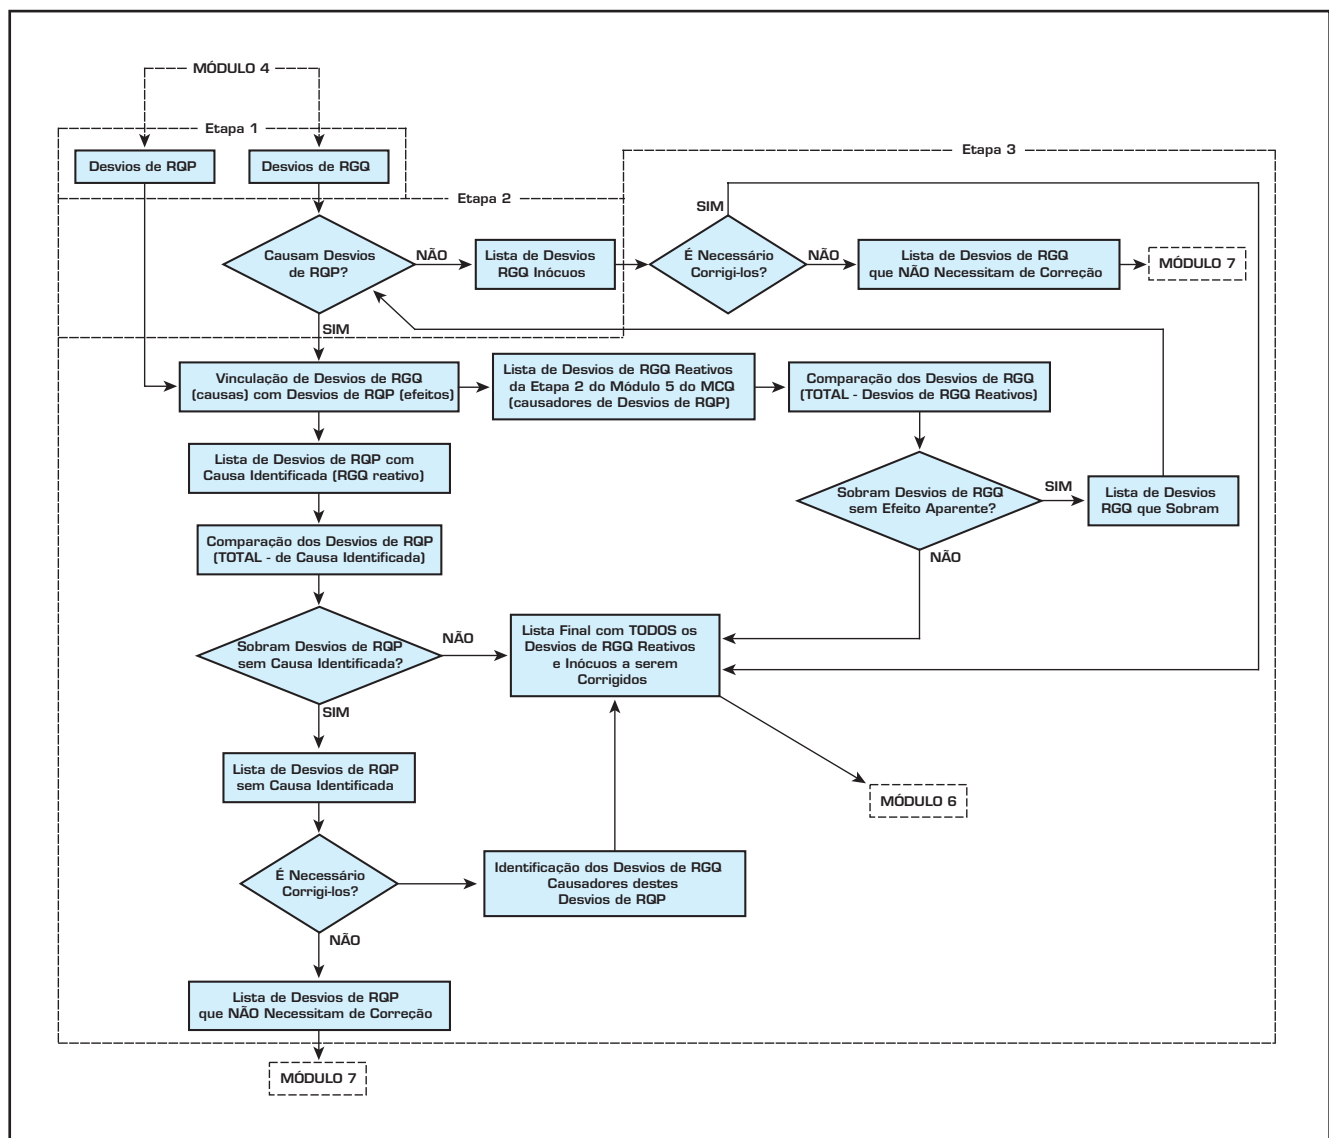 MÓDULO 4
Etapa 1
Desvios de RQP
Desvios de RGQ
Etapa 3
Etapa 2
SIM
Causam Desvios
de RQP?
NÃO
Lista de Desvios
RGQ Inócuos
É Necessário
Corrigi-los?
NÃO
Lista de Desvios de RGQ
que NÃO Necessitam de Correção
MÓDULO 7
SIM
Vinculação de Desvios de RGQ
(causas) com Desvios de RQP (efeitos)
Lista de Desvios de RGQ Reativos
da Etapa 2 do Módulo 5 do MCQ
(causadores de Desvios de RQP)
Comparação dos Desvios de RGQ
(TOTAL - Desvios de RGQ Reativos)
Lista de Desvios de RQP com
Causa Identificada (RGQ reativo)
Sobram Desvios de RGQ
sem Efeito Aparente?
SIM
Lista de Desvios
RGQ que Sobram
NÃO
Comparação dos Desvios de RQP
(TOTAL - de Causa Identificada)
Sobram Desvios de RQP
sem Causa Identificada?
NÃO
Lista Final com TODOS os
Desvios de RGQ Reativos
e Inócuos a serem
Corrigidos
SIM
Lista de Desvios de RQP
sem Causa Identificada
MÓDULO 6
É Necessário
Corrigi-los?
Identificação dos Desvios de RGQ
Causadores destes
Desvios de RQP
NÃO
Lista de Desvios de RQP
que NÃO Necessitam de Correção
MÓDULO 7